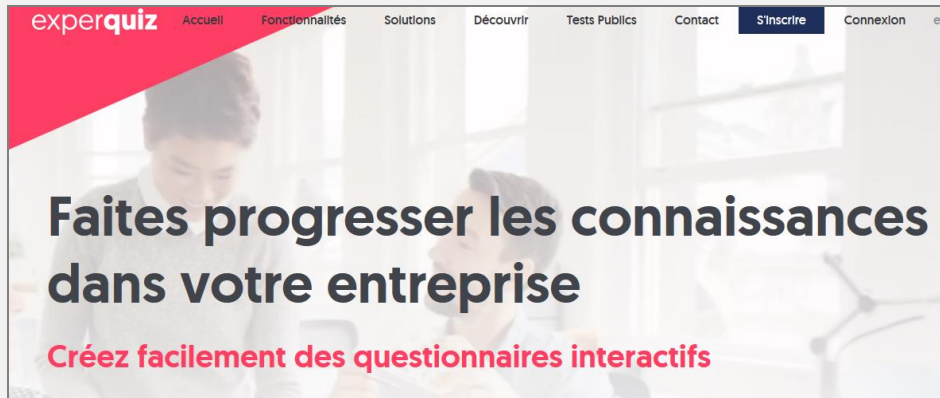 experquiz Accueil Fonctionnalités Solutions Découvrir Tests Publics Contact S'inscrire Connexion
Faites progresser les connaissances
dans votre entreprise
Créez facilement des questionnaires interactifs